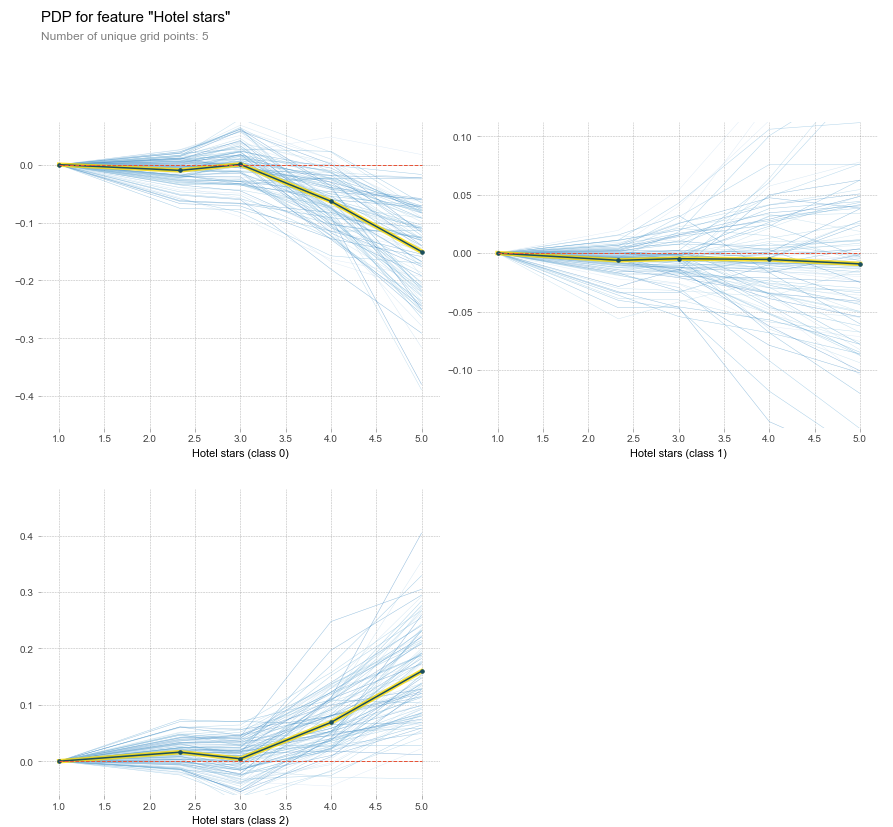 PDP for feature "Hotel stars"
Number of unique grid points: 5
0.0
−0.1
−0.2
−0.3
−0.4
1.0 1.5 2.0 2.5 3.0 3.5 4.0 4.5 5.0
Hotel stars (class 0)
0.10
0.05
0.00
−0.05
−0.10
1.0 1.5 2.0 2.5 3.0 3.5 4.0 4.5 5.0
Hotel stars (class 1)
0.4
0.3
0.2
0.1
0.0
1.0 1.5 2.0 2.5 3.0 3.5 4.0 4.5 5.0
Hotel stars (class 2)